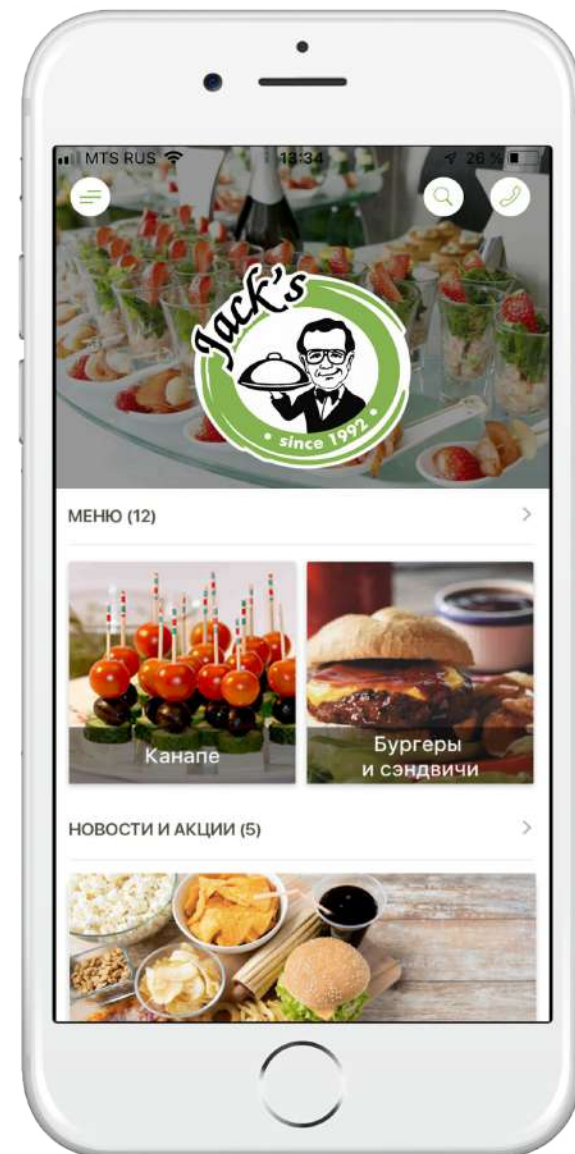 MTS RUS 13:34 26 %
Jack's
since 1992
МЕНЮ (12)
Канапе
Бургеры
и сэндвичи
НОВОСТИ И АКЦИИ (5)